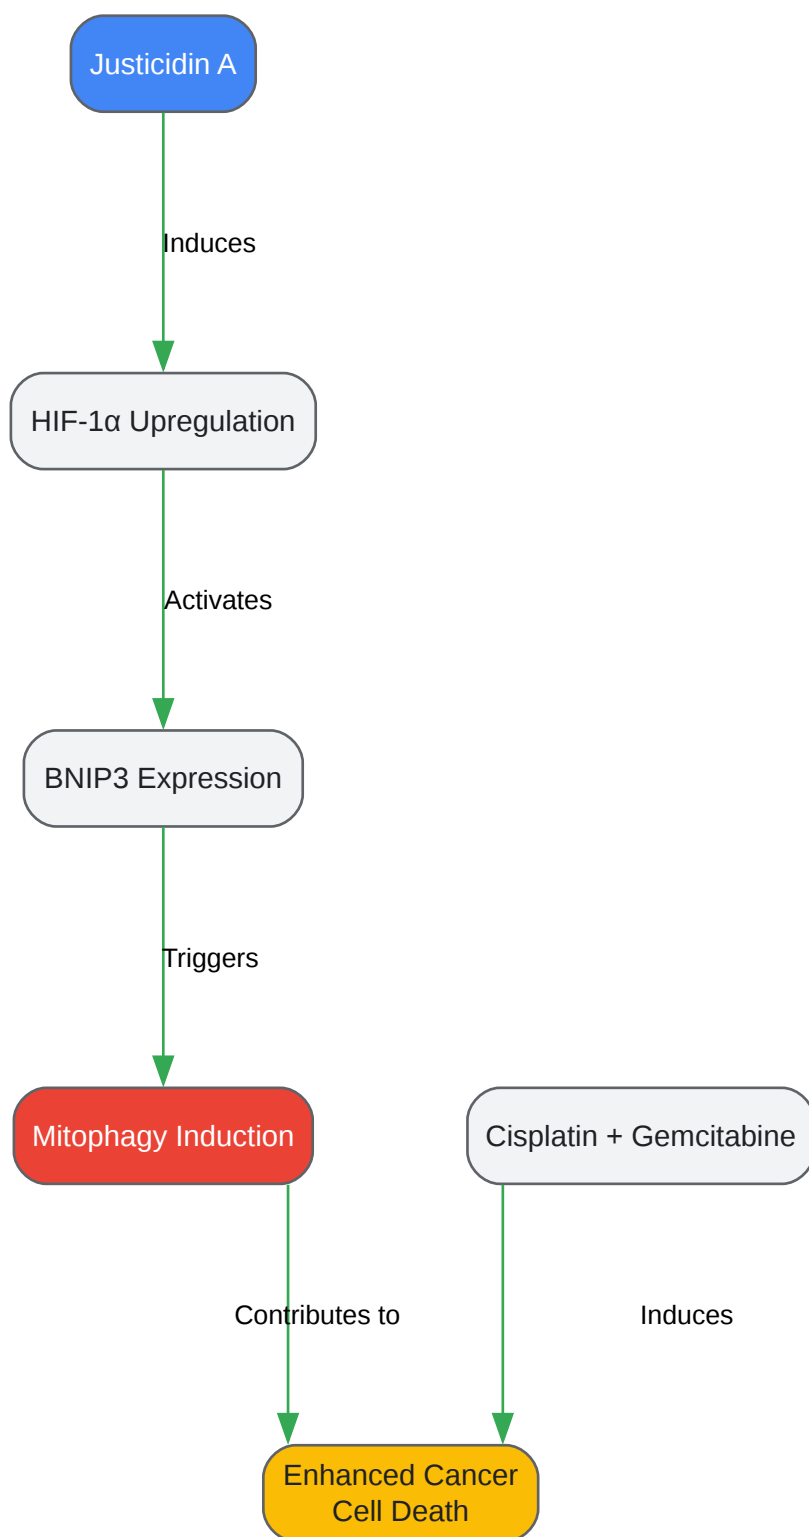 Justicidin A
Induces
HIF-1α Upregulation
Activates
BNIP3 Expression
Triggers
Mitophagy Induction
Cisplatin + Gemcitabine
Contributes to
Induces
Enhanced Cancer
Cell Death